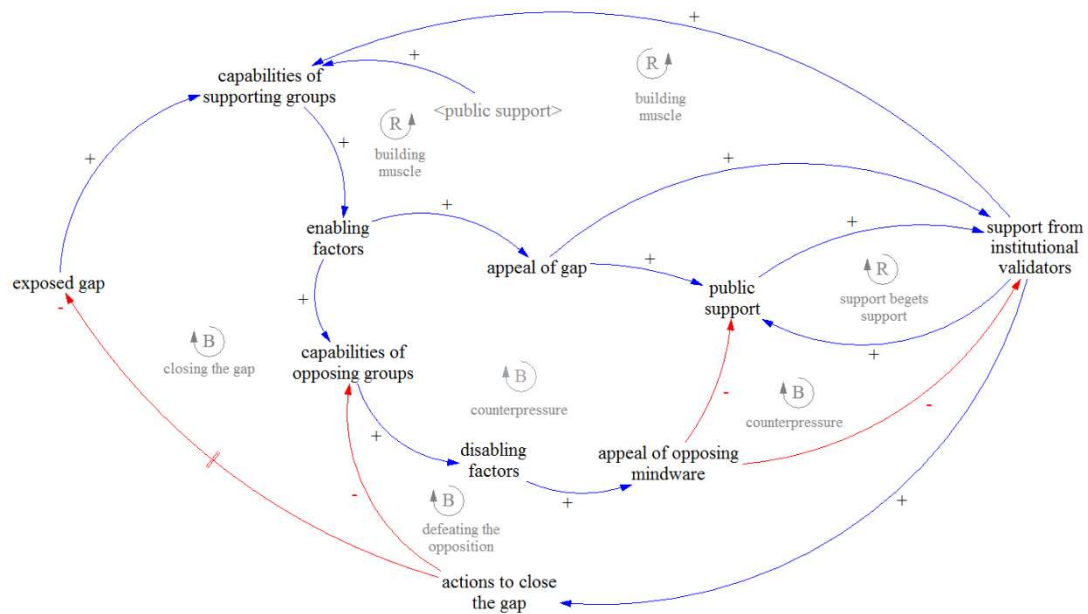 +
capabilities of
supporting groups
+
<public support>
R
building
muscle
R
building
muscle
+
+
+
enabling
factors
+
+
appeal of gap
+
public
support
+
support from
institutional
validators
R
support begets
support
exposed gap
-
+
B
closing the gap
capabilities of
opposing groups
B
counterpressure
-
+
B
counterpressure
-
+
disabling
factors
appeal of opposing
mindware
+
-
B
defeating the
opposition
+
actions to close
the gap